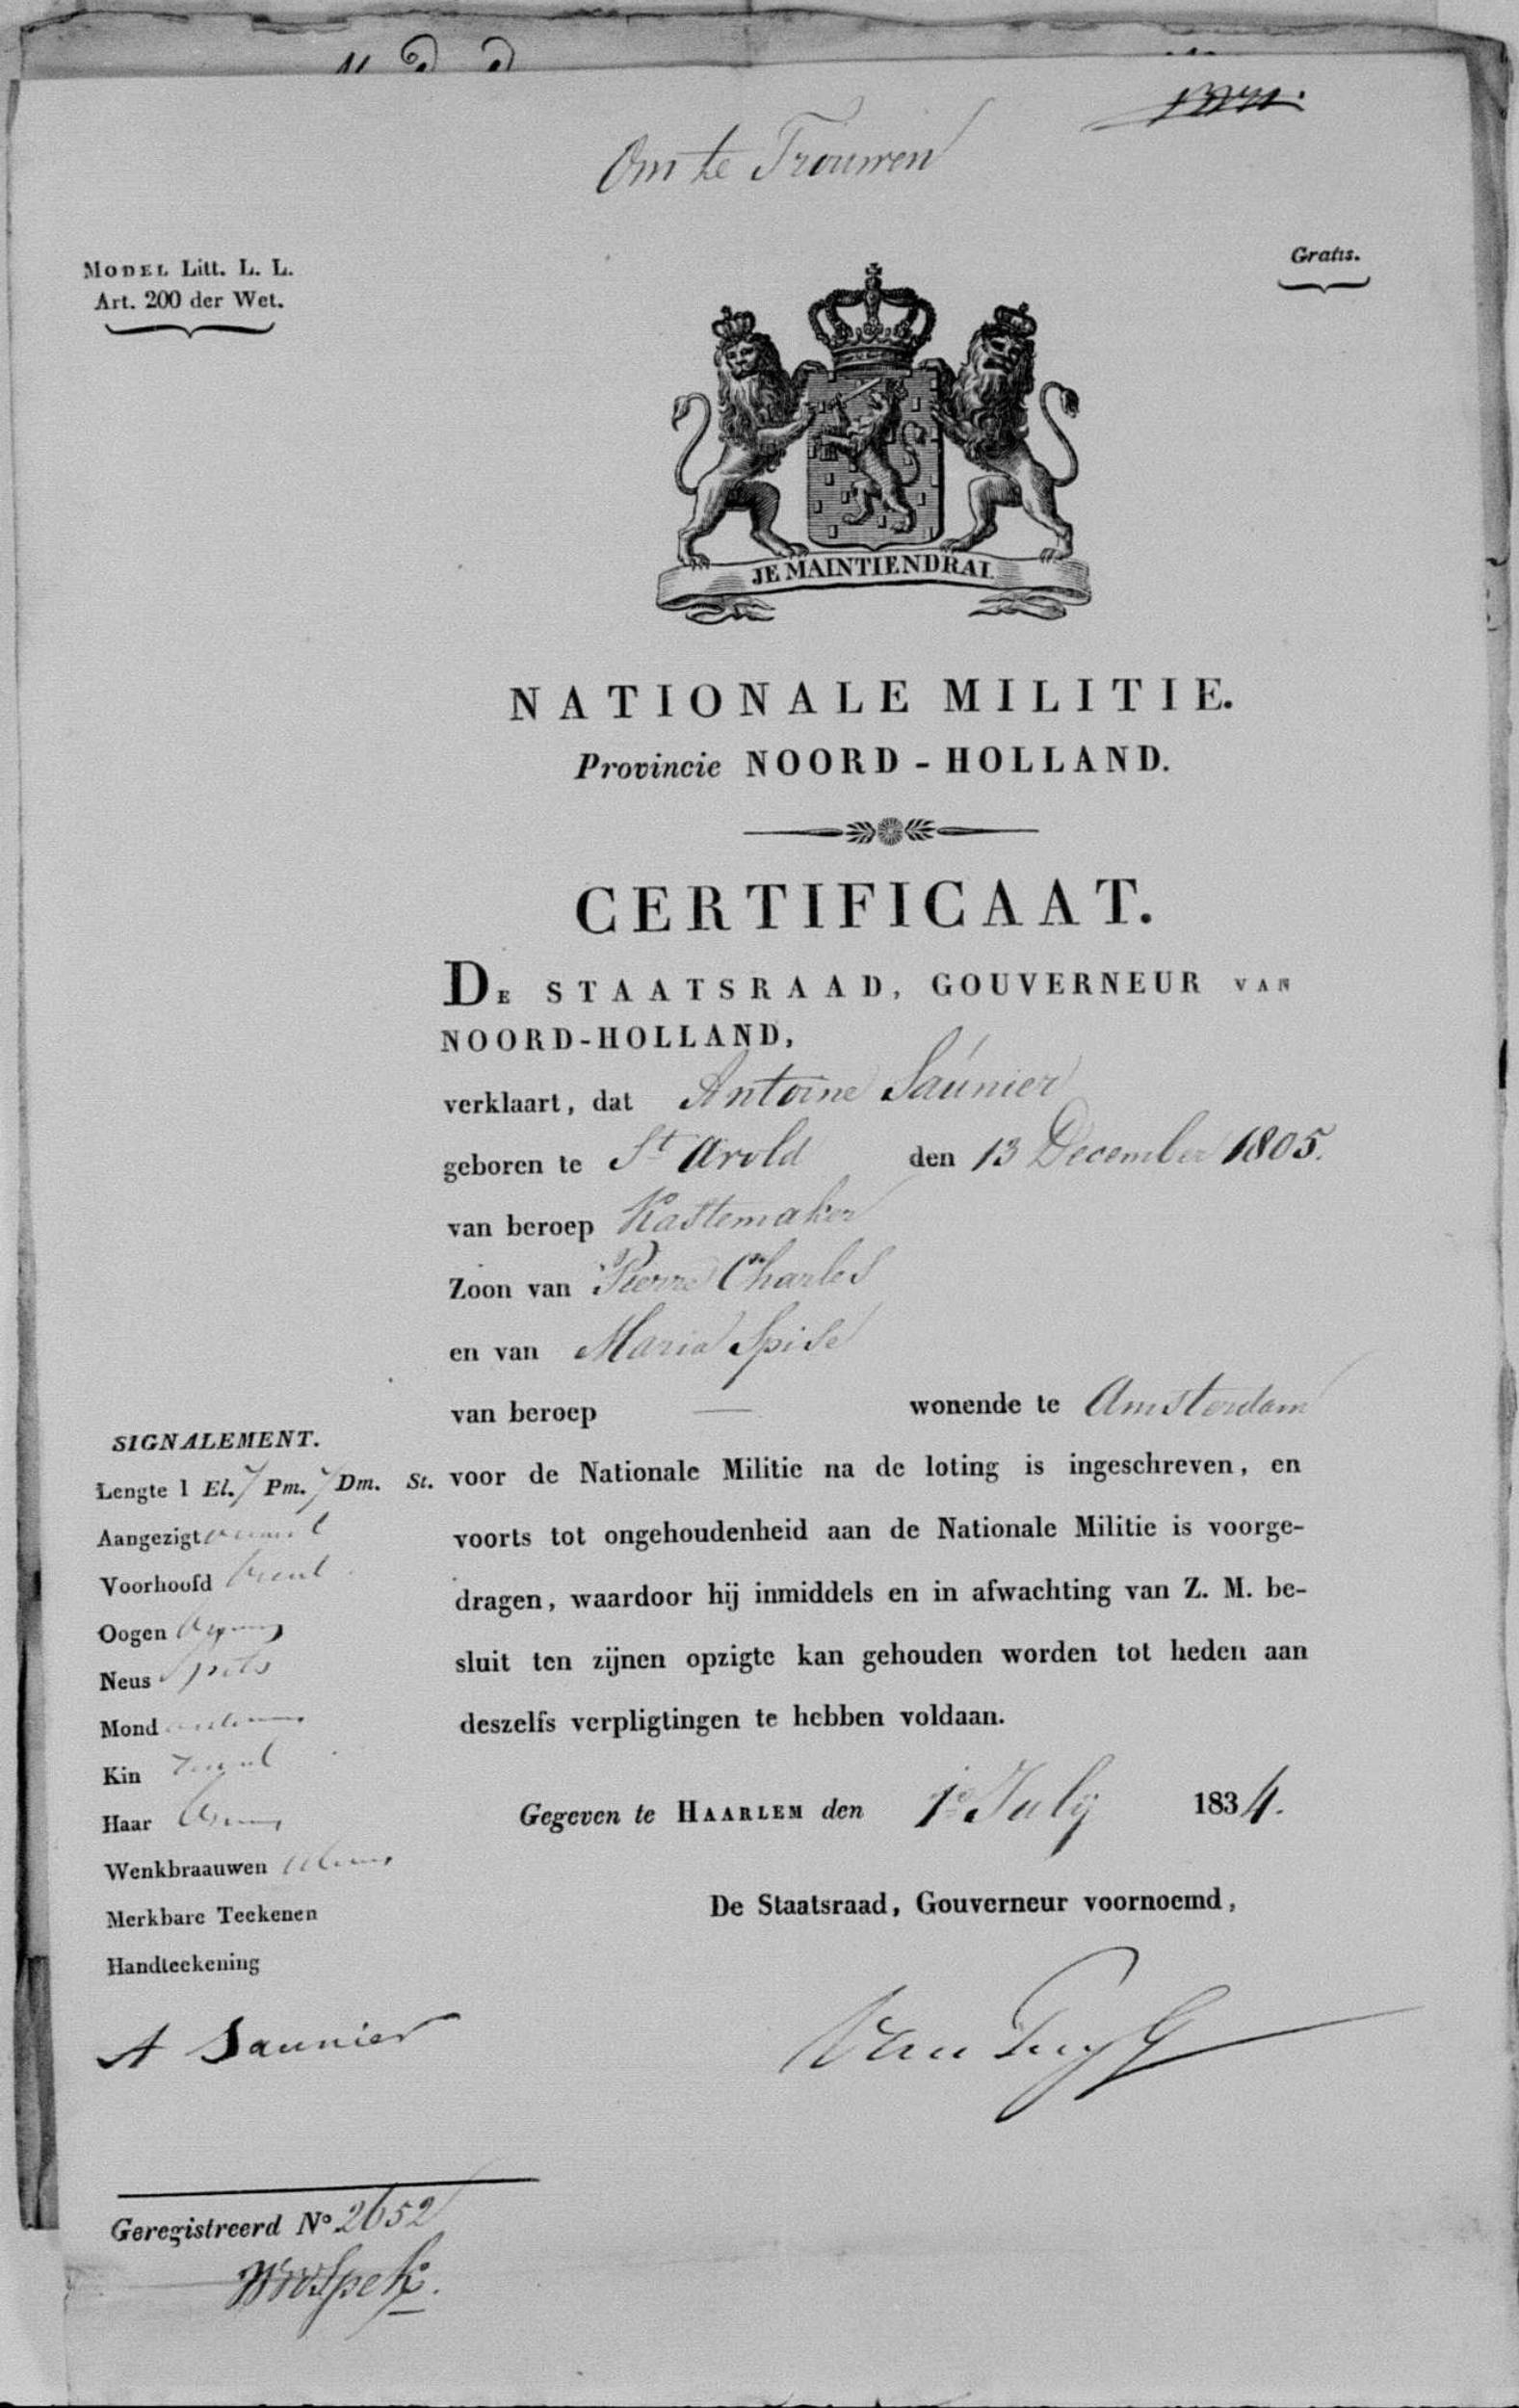 Om te Trouwen
MODEL Litt. L. L.
Art. 200 der Wet.
Gratis.
JE MAINTIENDRAI
NATIONALE MILITIE.
Provincie NOORD-HOLLAND.
CERTIFICAAT.
DE STAATSRAAD, GOUVERNEUR VAN
NOORD-HOLLAND,
verklaart, dat Antoine Saúnier
geboren te St Arold den 13 December 1805.
van beroep Kastemaker
Zoon van Pierre Charles
en van Maria Spise
van beroep — wonende te Amsterdam
voor de Nationale Militie na de loting is ingeschreven, en
voorts tot ongehoudenheid aan de Nationale Militie is voorge-
dragen, waardoor hij inmiddels en in afwachting van Z. M. be-
sluit ten zijnen opzigte kan gehouden worden tot heden aan
deszelfs verpligtingen te hebben voldaan.
Gegeven te HAARLEM den 1e July 1834.
De Staatsraad, Gouverneur voornoemd,
SIGNALEMENT.
Lengte 1 El. 7 Pm. 7 Dm. St.
Aangezigt
Voorhoofd
Oogen
Neus Spits
Mond
Kin
Haar
Wenkbraauwen
Merkbare Teekenen
Handteekening
A Saunier
Geregistreerd No 2652